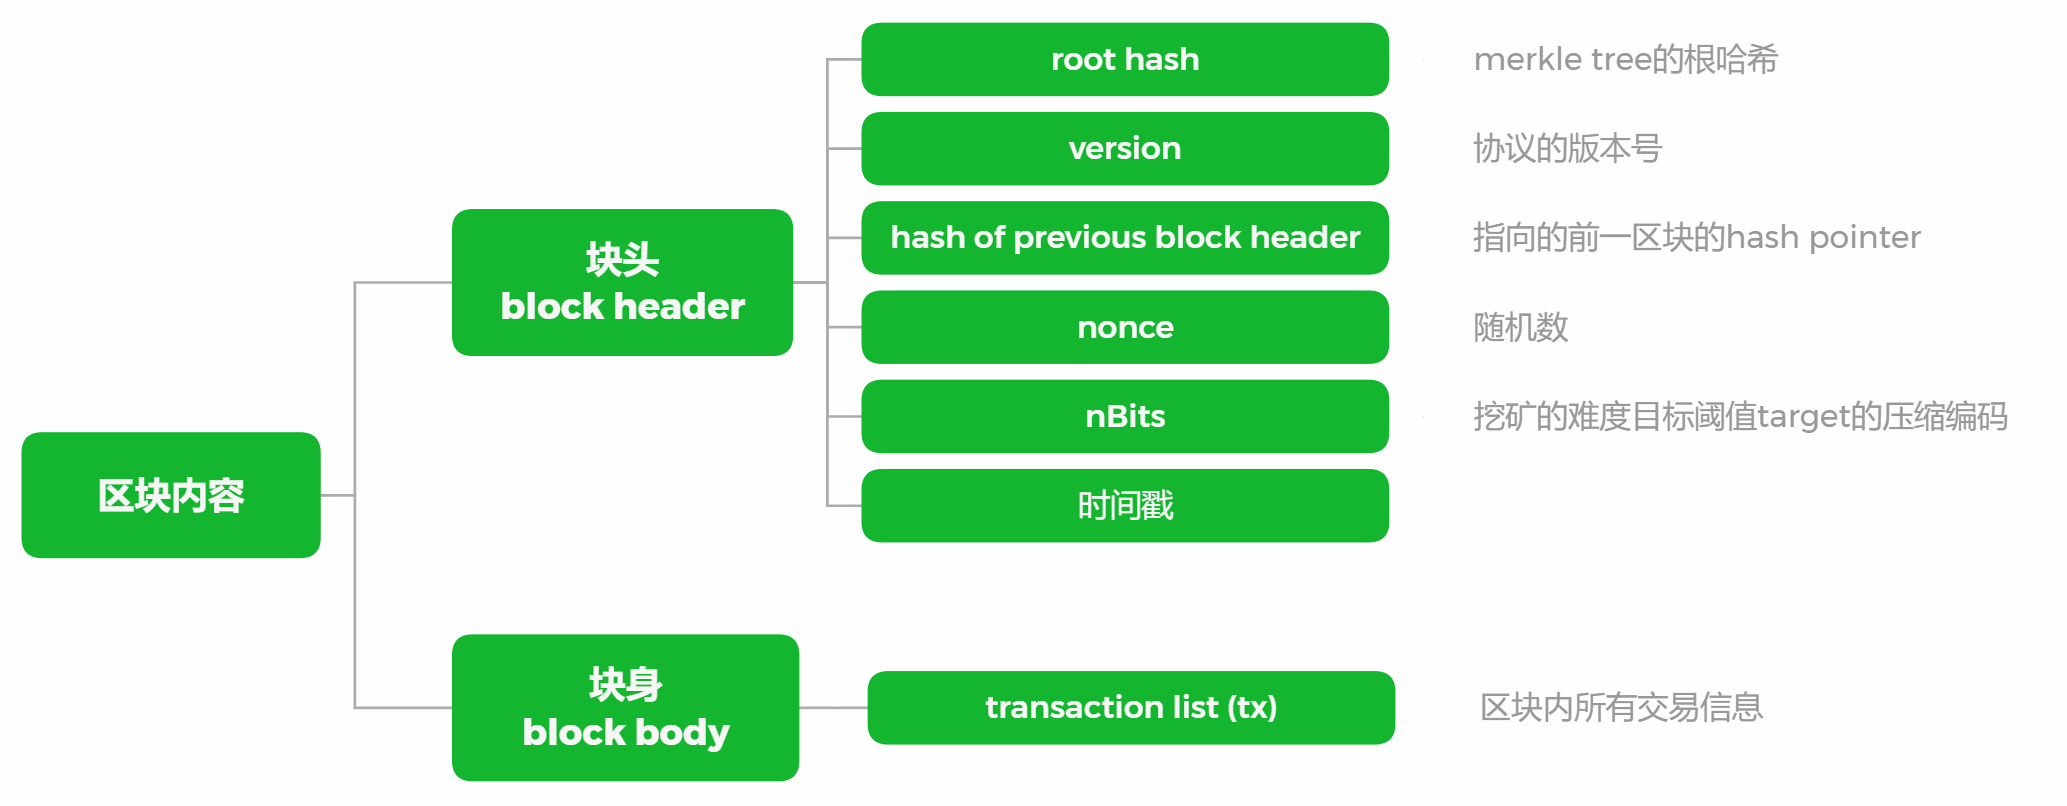 root hash
merkle tree的根哈希
version
协议的版本号
hash of previous block header
指向的前一区块的hash pointer
块头
block header
nonce
随机数
nBits
挖矿的难度目标阈值target的压缩编码
时间戳
区块内容
块身
block body
transaction list (tx)
区块内所有交易信息